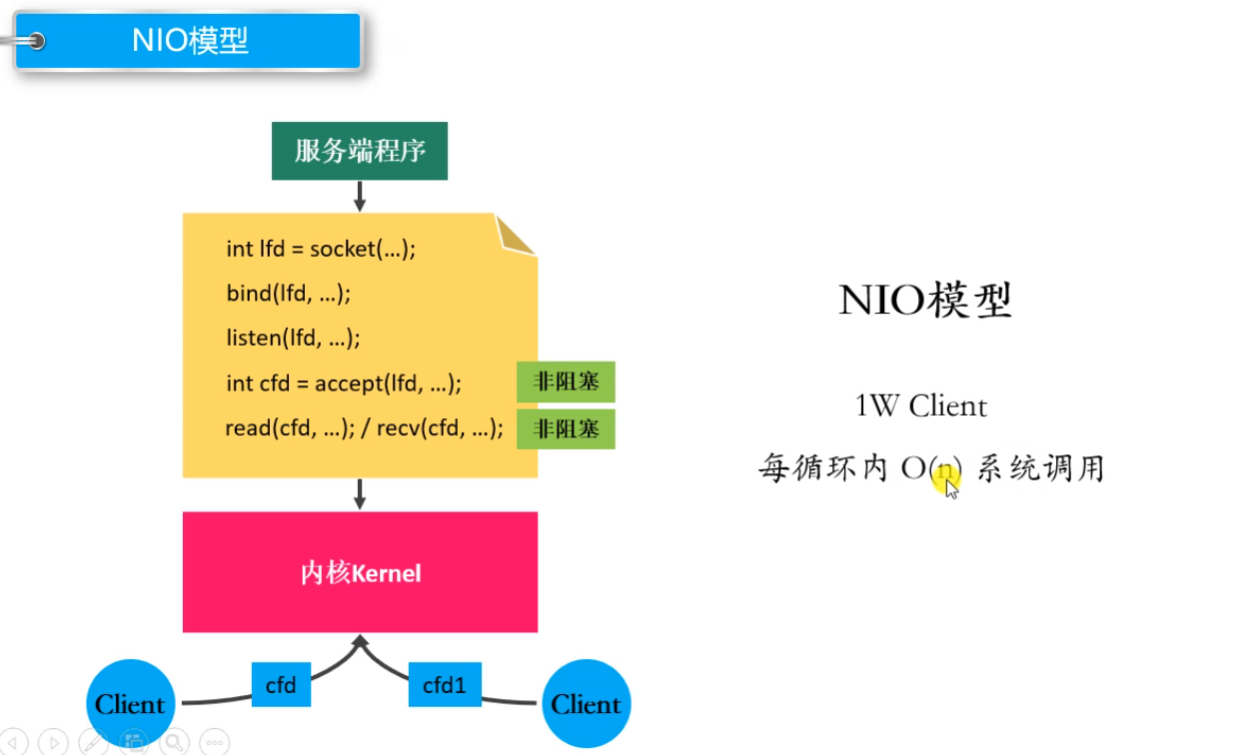 NIO模型
服务端程序
int lfd = socket(...);
bind(lfd, ...);
listen(lfd, ...);
int cfd = accept(lfd, ...);
非阻塞
read(cfd, ...); / recv(cfd, ...);
非阻塞
内核Kernel
cfd
cfd1
Client
Client
NIO模型
1W Client
每循环内 O(n) 系统调用